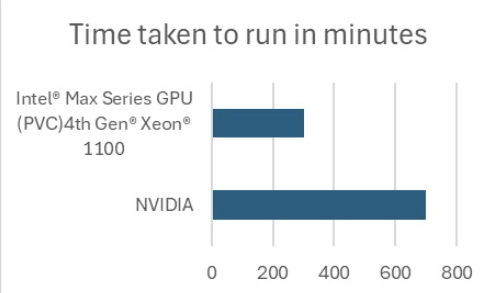 Time taken to run in minutes
Intel® Max Series GPU
(PVC)4th Gen® Xeon®
1100
NVIDIA
0 200 400 600 800